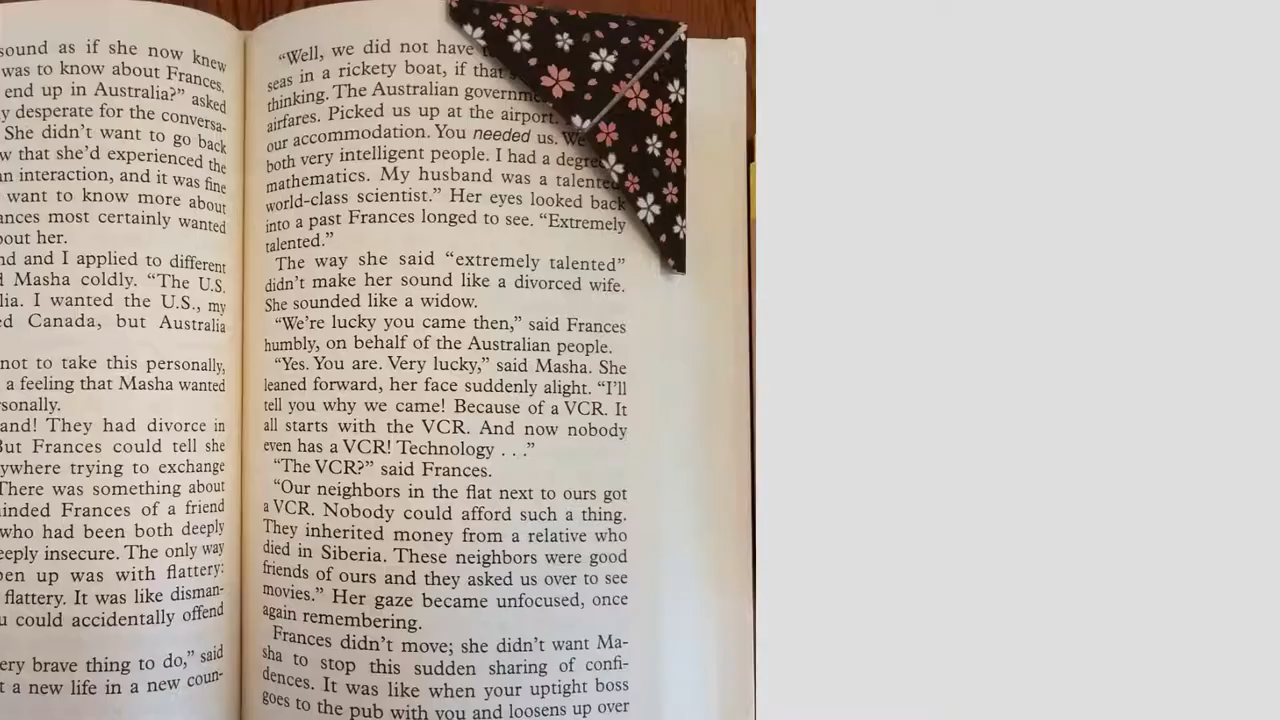 sound as if she now knew
was to know about Frances.
end up in Australia?” asked
y desperate for the conversa-
She didn’t want to go back
w that she’d experienced the
an interaction, and it was fine
want to know more about
ances most certainly wanted
out her.
nd and I applied to different
d Masha coldly. “The U.S.
lia. I wanted the U.S., my
ed Canada, but Australia
not to take this personally,
a feeling that Masha wanted
sonally.
and! They had divorce in
But Frances could tell she
ywhere trying to exchange
There was something about
inded Frances of a friend
who had been both deeply
eeply insecure. The only way
pen up was with flattery:
flattery. It was like disman-
u could accidentally offend
ery brave thing to do,” said
t a new life in a new coun-
“Well, we did not have
seas in a rickety boat, if that’s
thinking. The Australian governme
airfares. Picked us up at the airport.
our accommodation. You needed us. We
both very intelligent people. I had a degree
mathematics. My husband was a talented
world-class scientist.” Her eyes looked back
into a past Frances longed to see. “Extremely
talented.”
The way she said “extremely talented”
didn’t make her sound like a divorced wife.
She sounded like a widow.
“We’re lucky you came then,” said Frances
humbly, on behalf of the Australian people.
“Yes. You are. Very lucky,” said Masha. She
leaned forward, her face suddenly alight. “I’ll
tell you why we came! Because of a VCR. It
all starts with the VCR. And now nobody
even has a VCR! Technology . . .”
“The VCR?” said Frances.
“Our neighbors in the flat next to ours got
a VCR. Nobody could afford such a thing.
They inherited money from a relative who
died in Siberia. These neighbors were good
friends of ours and they asked us over to see
movies.” Her gaze became unfocused, once
again remembering.
Frances didn’t move; she didn’t want Ma-
sha to stop this sudden sharing of confi-
dences. It was like when your uptight boss
goes to the pub with you and loosens up over